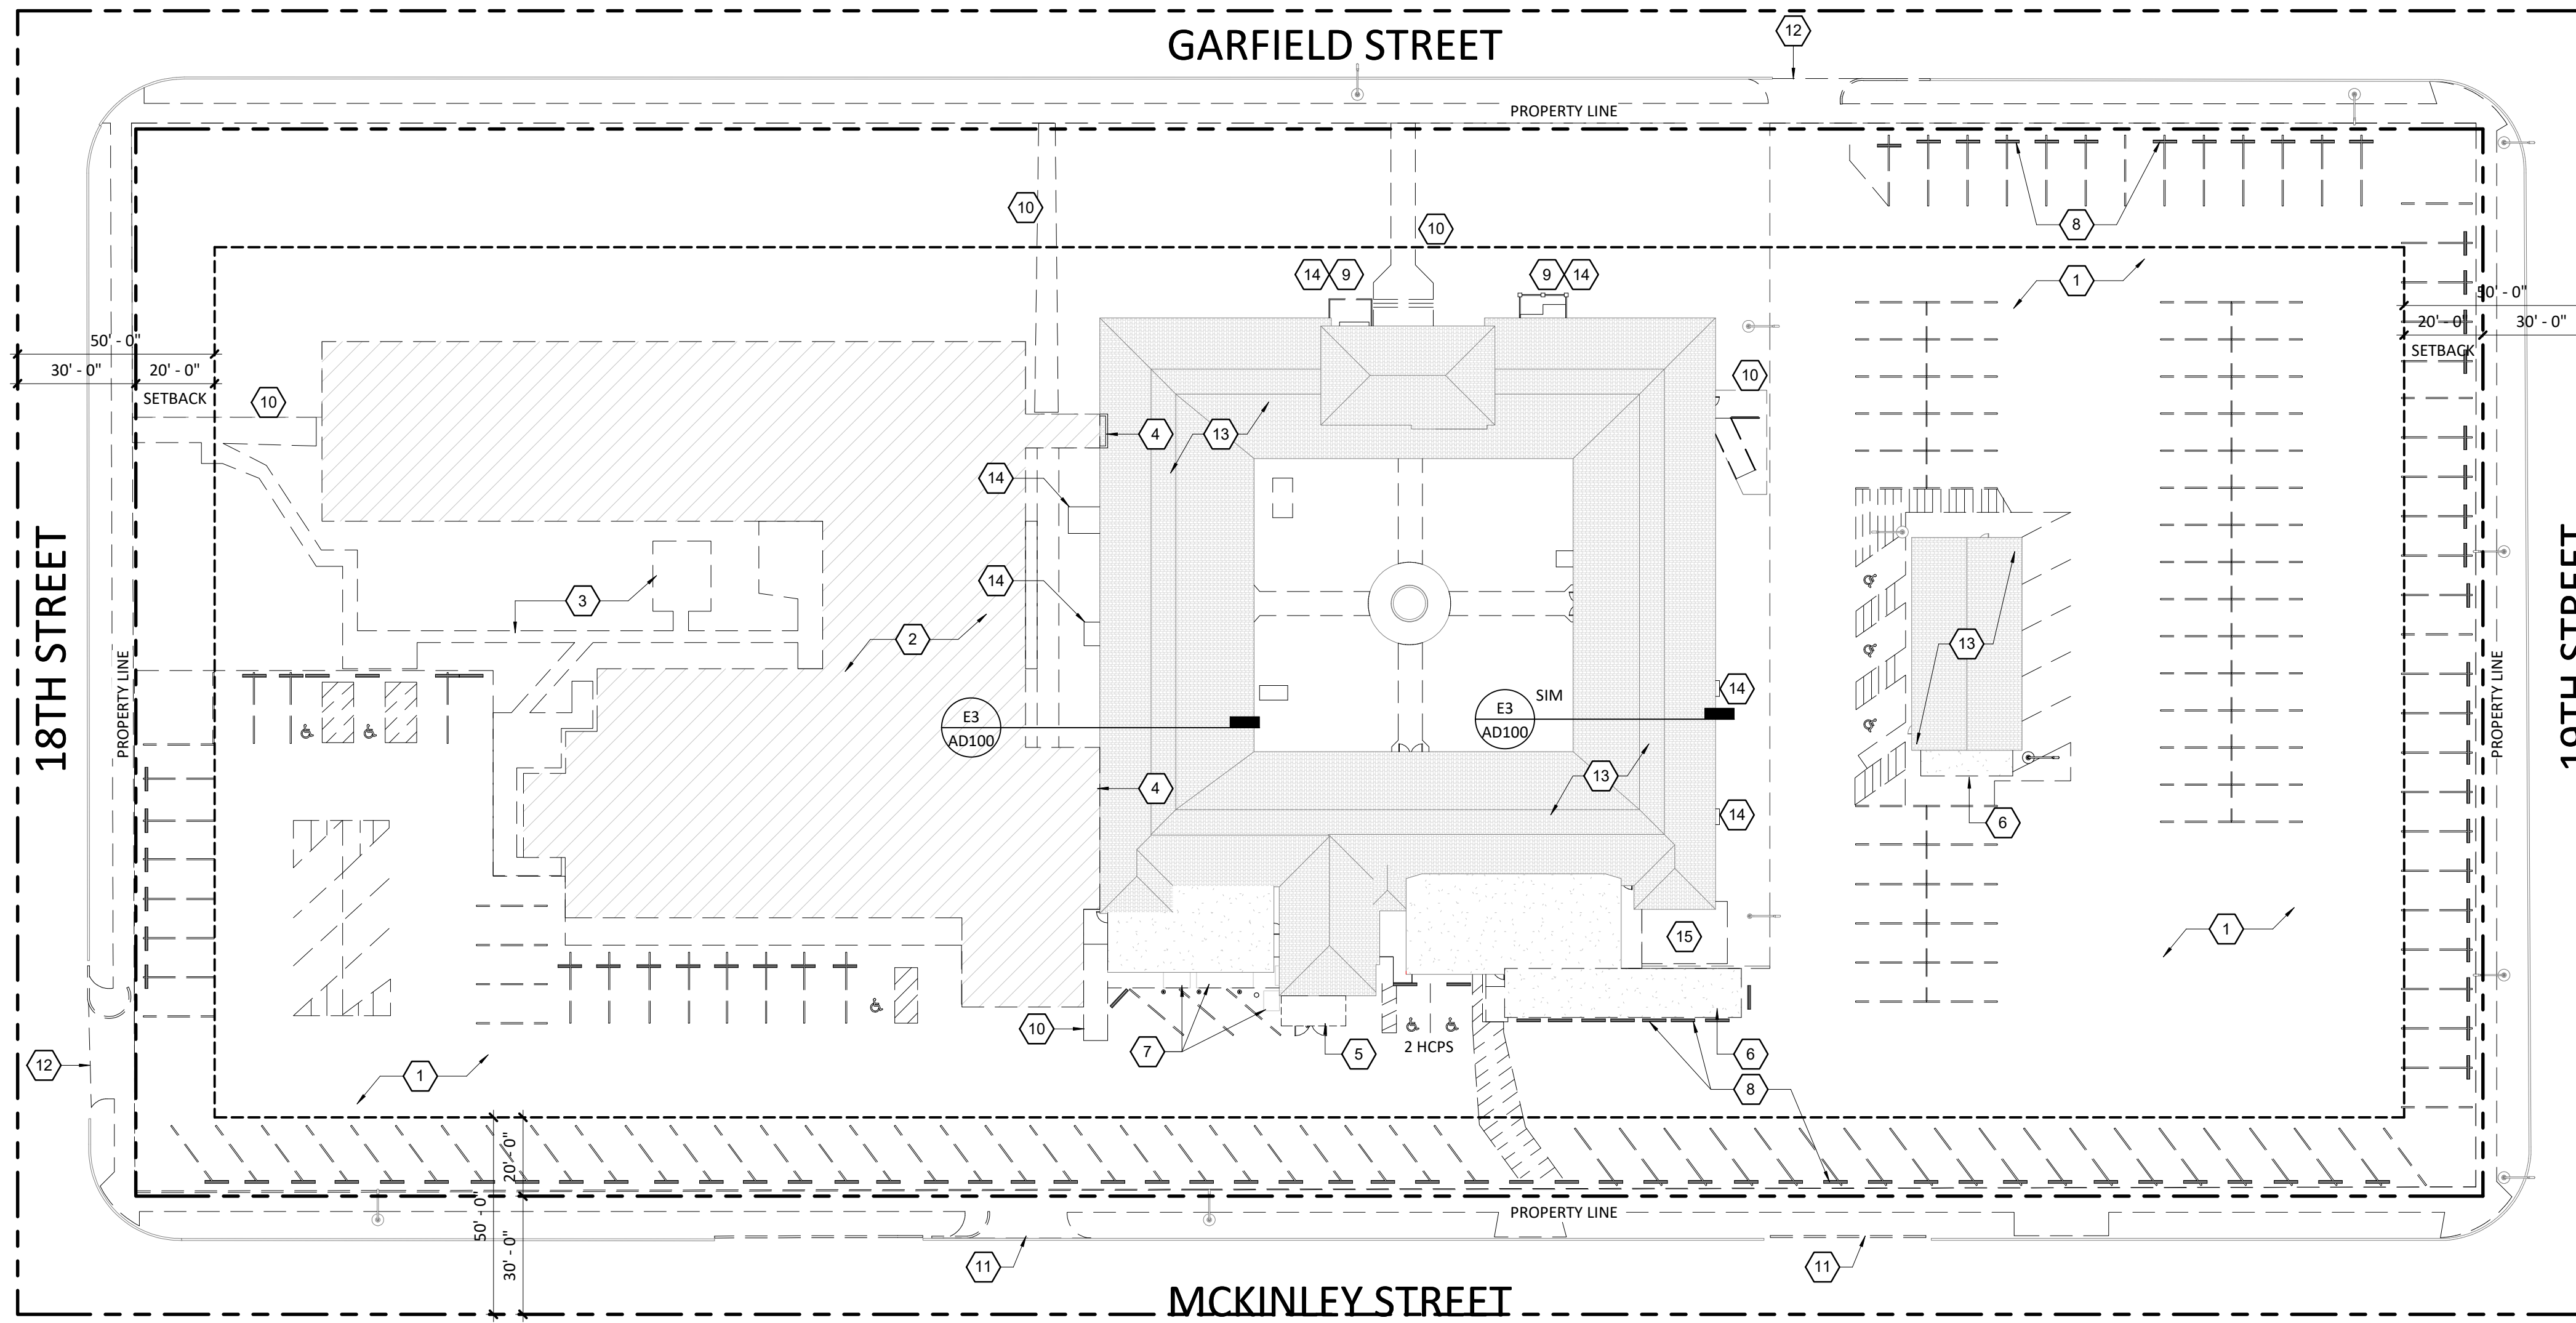 GARFIELD STREET
12
PROPERTY LINE
10
10
8
14 9
9 14
1
50' - 0"
30' - 0"
20' - 0"
SETBACK
50' - 0"
20' - 0"
30' - 0"
SETBACK
10
10
4
13
14
14
3
2
13
18TH STREET
PROPERTY LINE
E3
AD100
E3
AD100
SIM
14
13
4
14
6
PROPERTY LINE
19TH STREET
15
1
12
1
10
7
5
2 HCPS
6
8
20' - 0"
50' - 0"
30' - 0"
PROPERTY LINE
11
11
MCKINLEY STREET